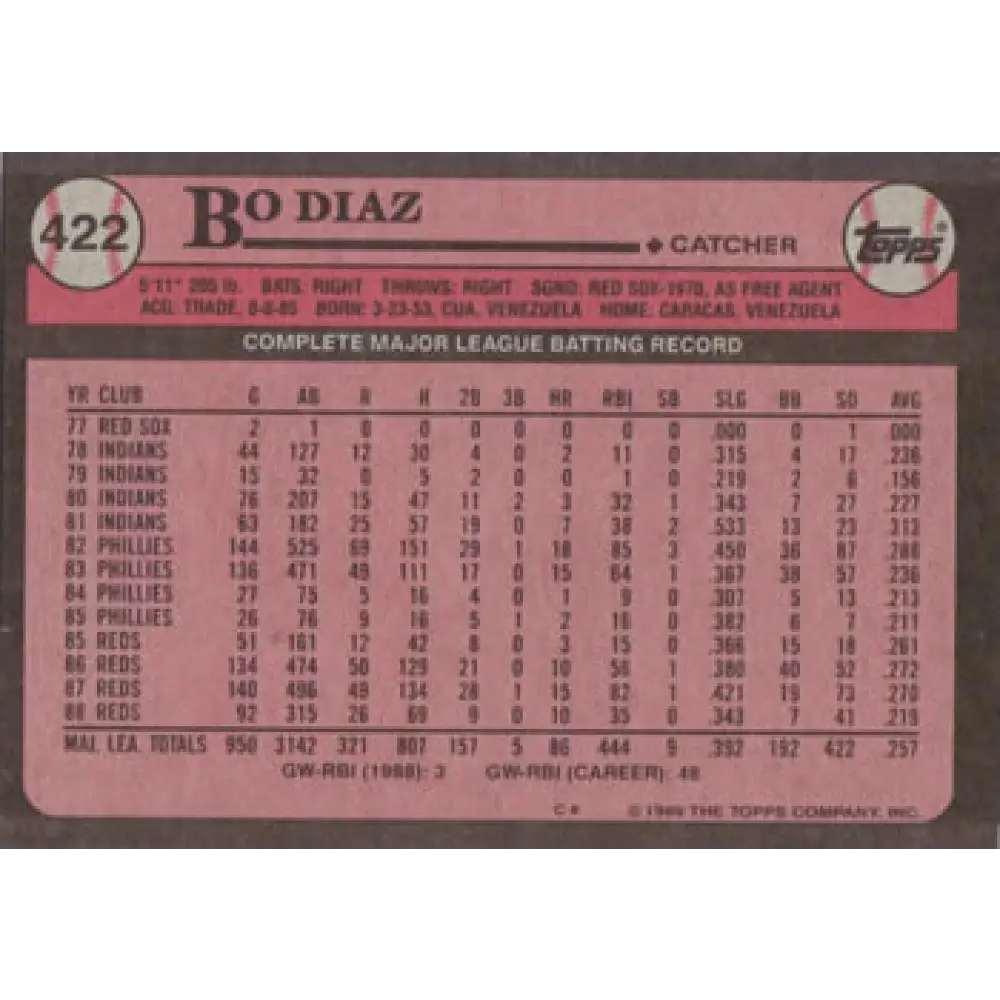 422
BO DIAZ
CATCHER
Topps®
5'11" 205 lb. BATS: RIGHT THROWS: RIGHT SGND: RED SOX-1970, AS FREE AGENT
ACQ. TRADE, 8-8-85 BORN: 3-23-53, CUA, VENEZUELA HOME: CARACAS, VENEZUELA
COMPLETE MAJOR LEAGUE BATTING RECORD
YR CLUB G AB R H 2B 3B HR RBI SB SLG BB SO AVG
77 RED SOX 2 1 0 0 0 0 0 0 0 .000 0 1 .000
78 INDIANS 44 127 12 30 4 0 2 11 0 .315 4 17 .236
79 INDIANS 15 32 0 5 2 0 0 1 0 .219 2 6 .156
80 INDIANS 76 207 15 47 11 2 3 32 1 .343 7 27 .227
81 INDIANS 63 182 25 57 19 0 7 38 2 .533 13 23 .313
82 PHILLIES 144 525 69 151 29 1 18 85 3 .450 36 87 .288
83 PHILLIES 136 471 49 111 17 0 15 64 1 .367 38 57 .236
84 PHILLIES 27 75 5 16 4 0 1 9 0 .307 5 13 .213
85 PHILLIES 26 76 9 16 5 1 2 16 0 .382 6 7 .211
85 REDS 51 161 12 42 8 0 3 15 0 .366 15 18 .261
86 REDS 134 474 50 129 21 0 10 56 1 .380 40 52 .272
87 REDS 140 496 49 134 28 1 15 82 1 .421 19 73 .270
88 REDS 92 315 26 69 9 0 10 35 0 .343 7 41 .219
MAJ. LEA. TOTALS 950 3142 321 807 157 5 86 444 9 .392 192 422 .257
GW-RBI (1988): 3 GW-RBI (CAREER): 48
© 1989 THE TOPPS COMPANY, INC.